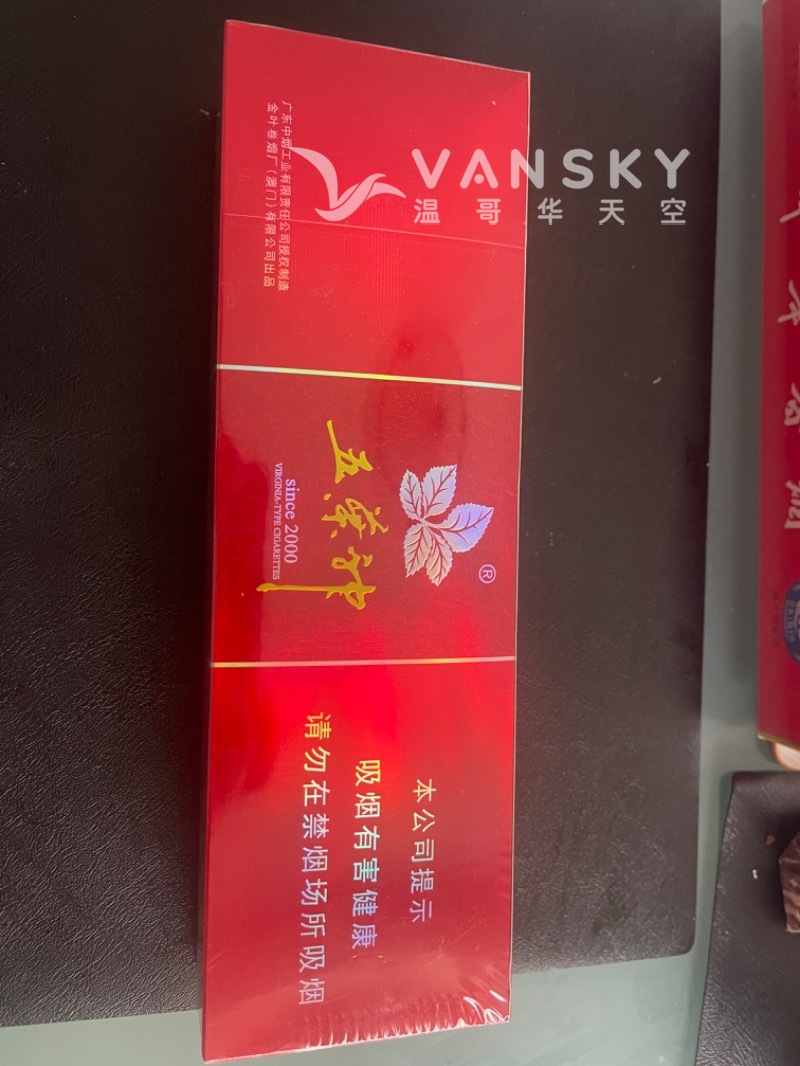 VANSKY
温哥华天空
广东中烟工业有限责任公司授权制造
金叶卷烟厂（澳门）有限公司出品
®
五叶神
since 2000
VIRGINIA-TYPE CIGARETTES
本公司提示
吸烟有害健康
请勿在禁烟场所吸烟